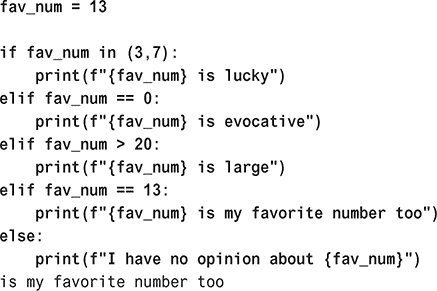 fav_num = 13
if fav_num in (3,7):
    print(f"{fav_num} is lucky")
elif fav_num == 0:
    print(f"{fav_num} is evocative")
elif fav_num > 20:
    print(f"{fav_num} is large")
elif fav_num == 13:
    print(f"{fav_num} is my favorite number too")
else:
    print(f"I have no opinion about {fav_num}")
is my favorite number too